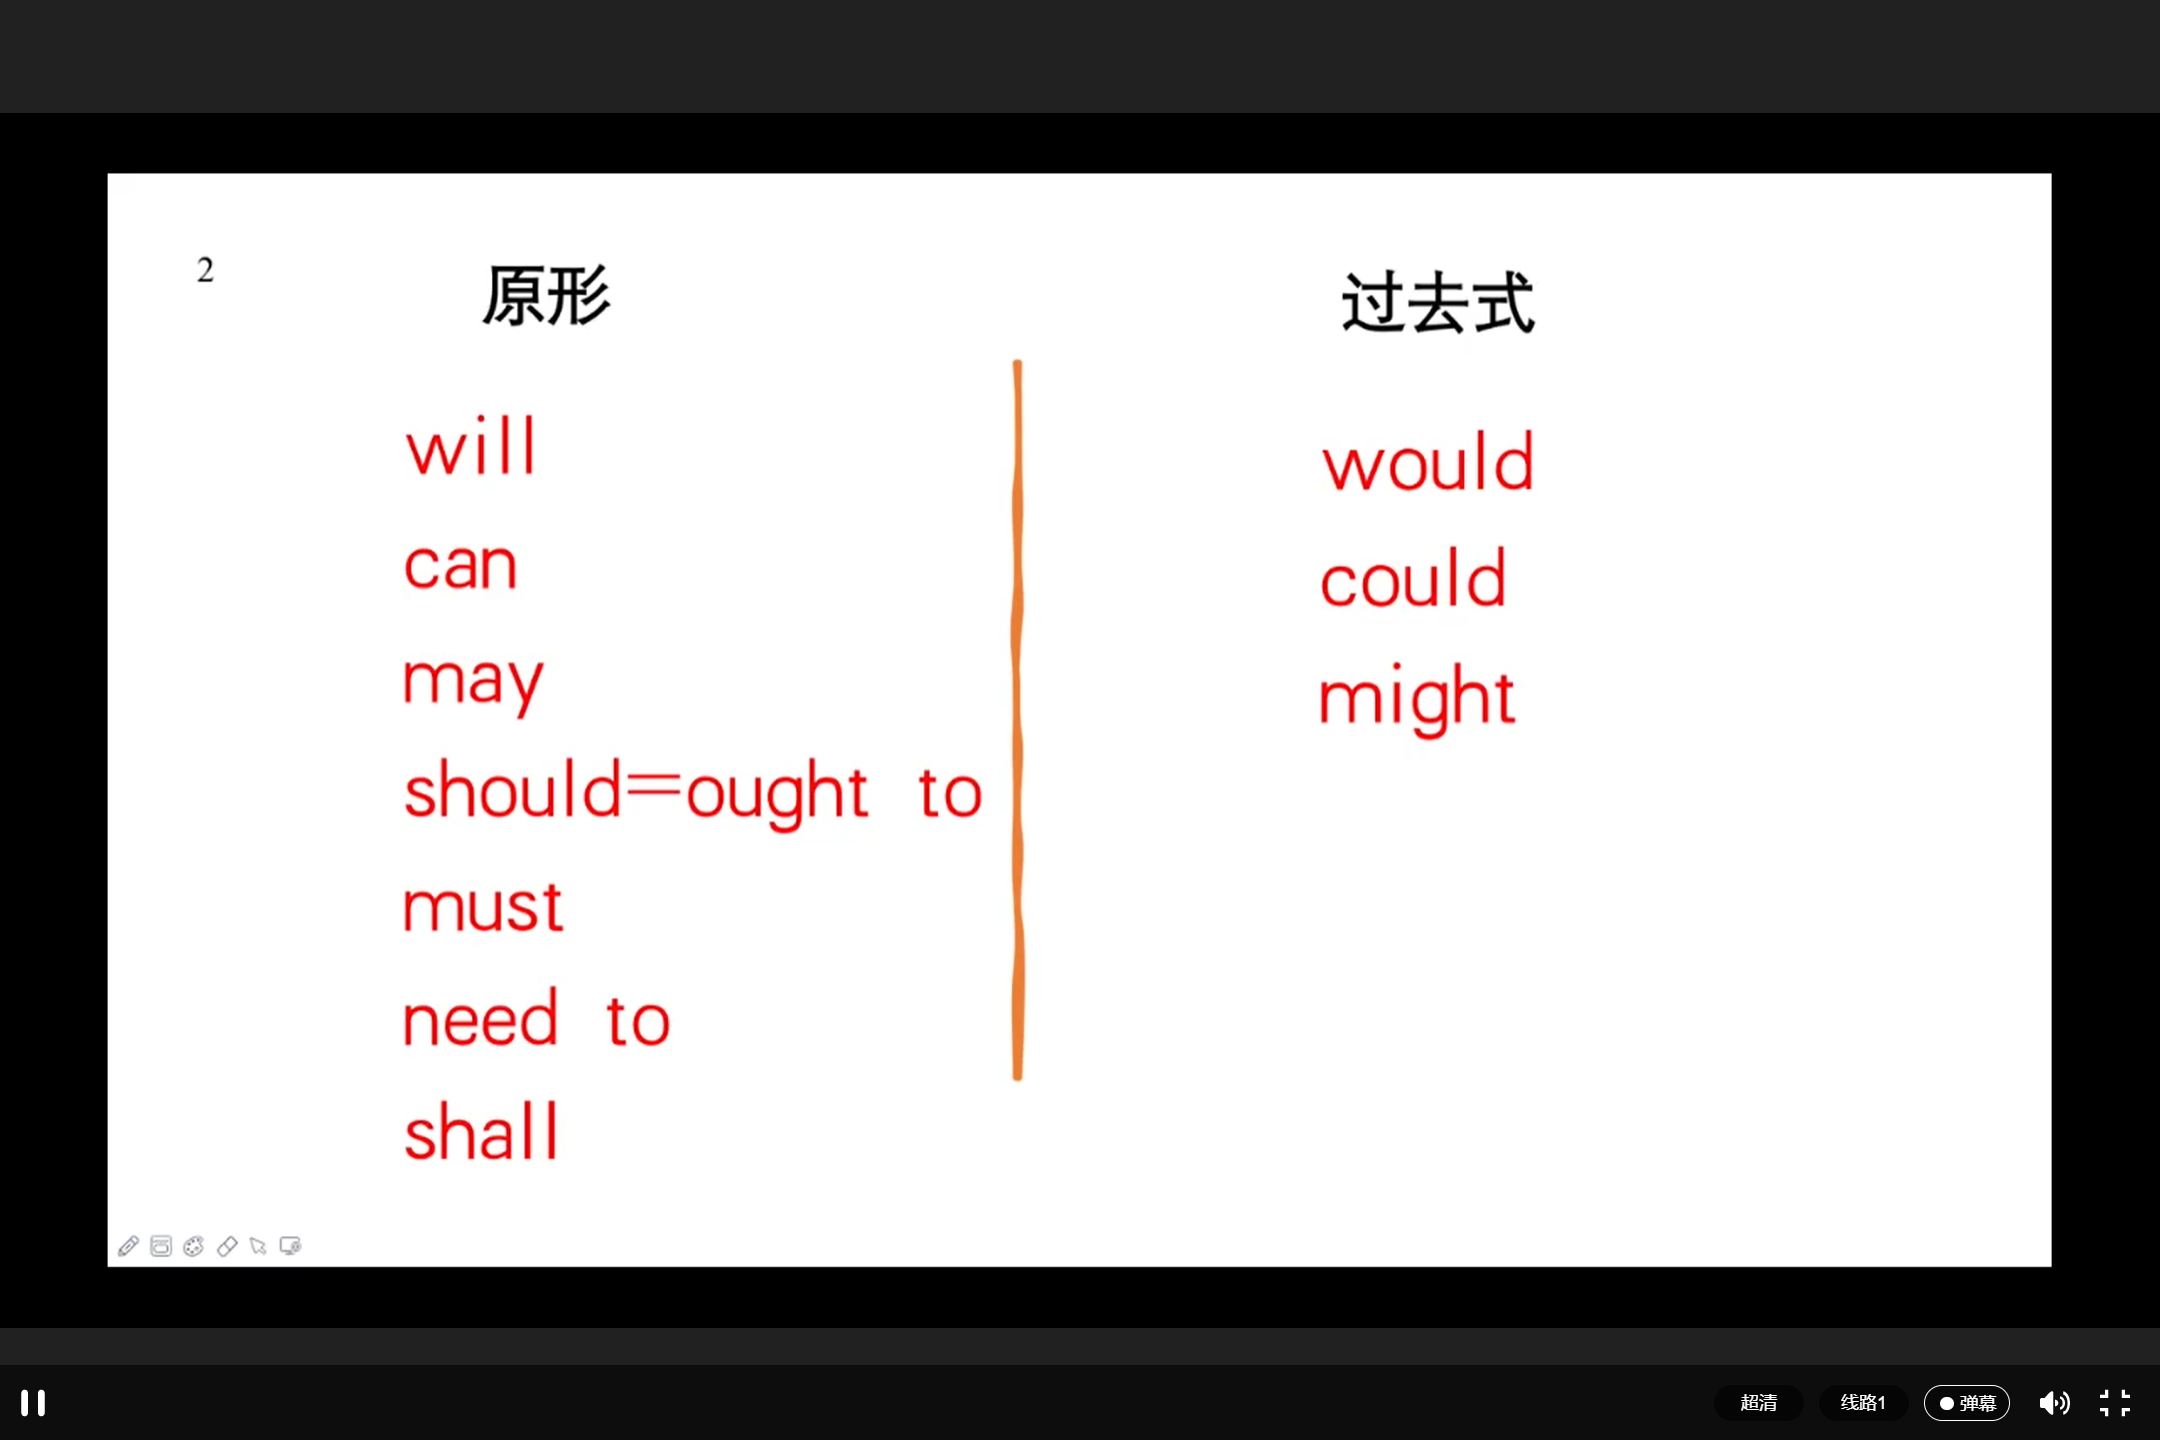 2
原形
过去式
will
would
can
could
may
might
should=ought to
must
need to
shall
超清
线路1
弹幕